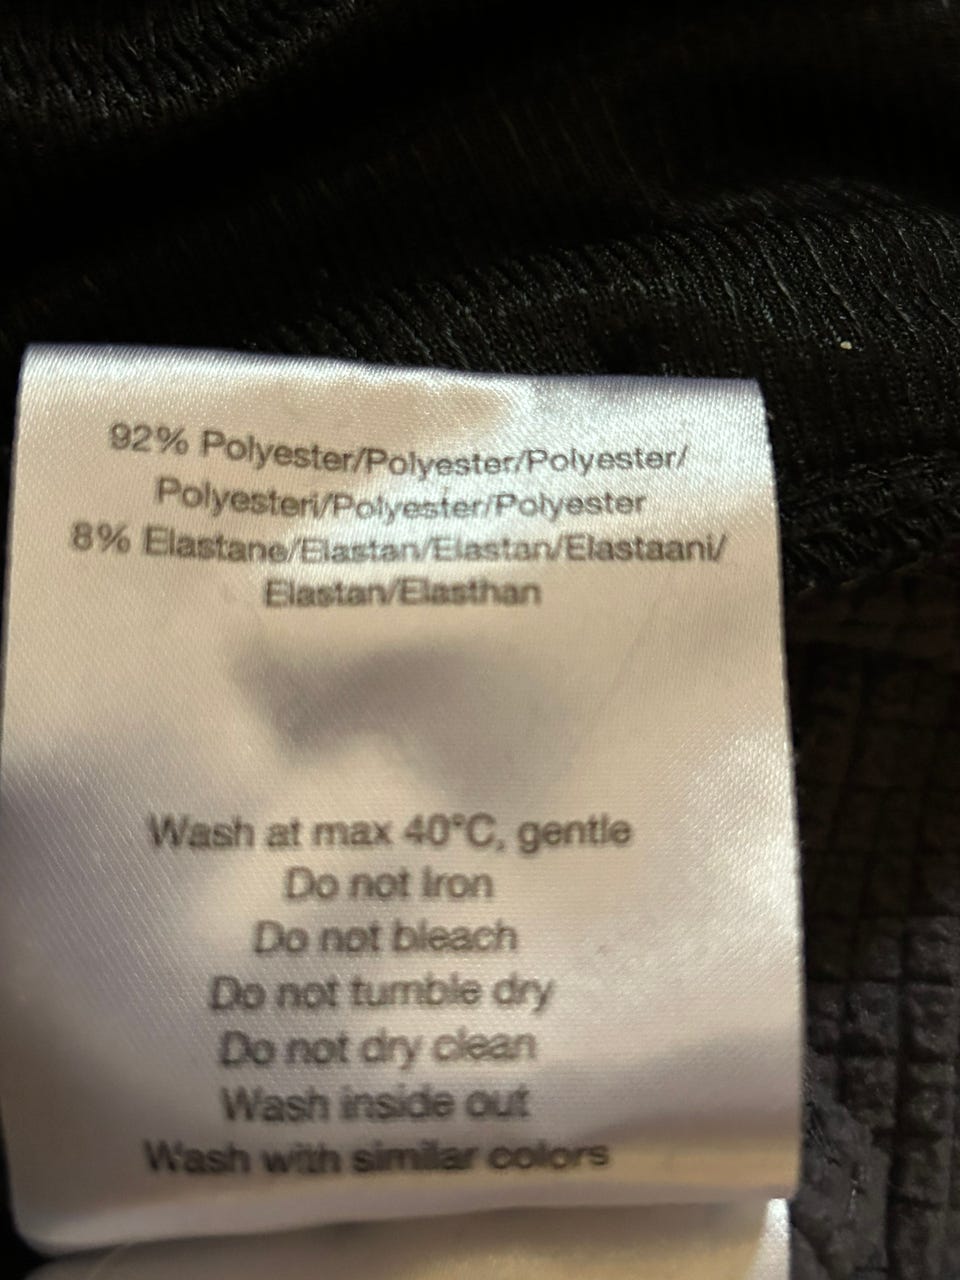 92% Polyester/Polyester/Polyester/
Polyesteri/Polyester/Polyester
8% Elastane/Elastan/Elastan/Elastaani/
Elastan/Elasthan
Wash at max 40°C, gentle
Do not Iron
Do not bleach
Do not tumble dry
Do not dry clean
Wash inside out
Wash with similar colors